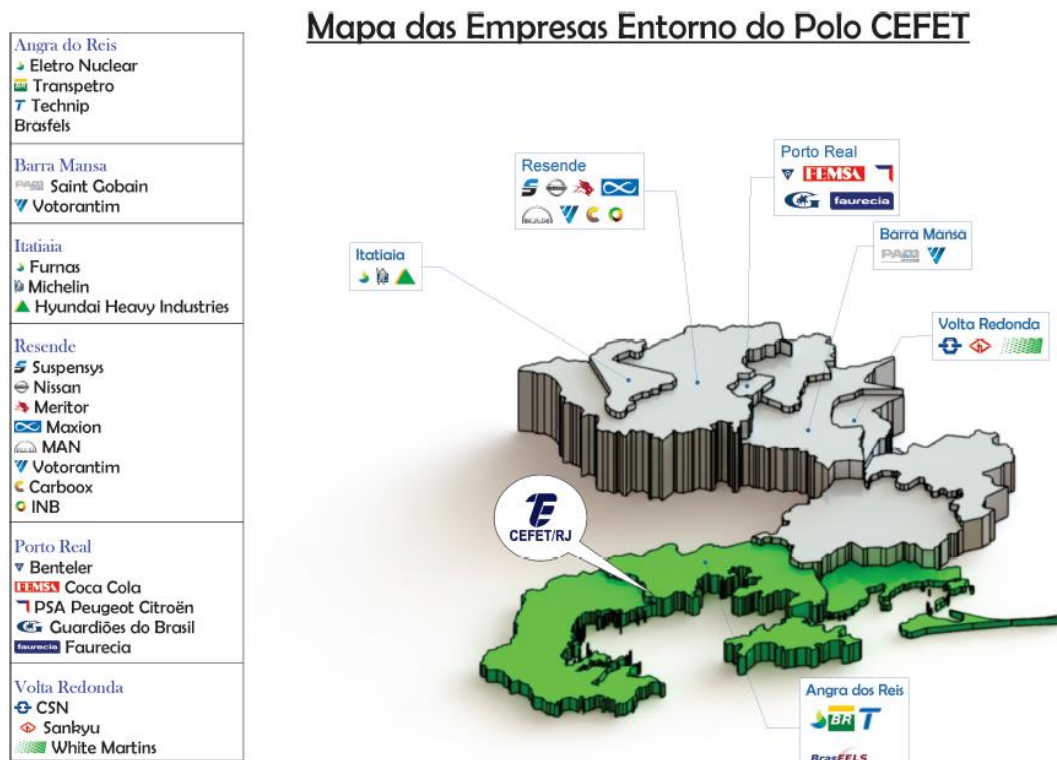 Mapa das Empresas Entorno do Polo CEFET
Angra do Reis
Eletro Nuclear
BR Transpetro
T Technip
Brasfels
Barra Mansa
PAM Saint Gobain
Votorantim
Itatiaia
Furnas
Michelin
Hyundai Heavy Industries
Resende
S Suspensys
Nissan
Meritor
Maxion
MAN
Votorantim
Carboox
INB
Porto Real
Benteler
FEMSA Coca Cola
PSA Peugeot Citroën
G Guardiões do Brasil
faurecia Faurecia
Volta Redonda
CSN
Sankyu
White Martins
Itatiaia
Resende
Porto Real
FEMSA
faurecia
Barra Mansa
PAM
Volta Redonda
CEFET/RJ
Angra dos Reis
BR T
BrasFELS